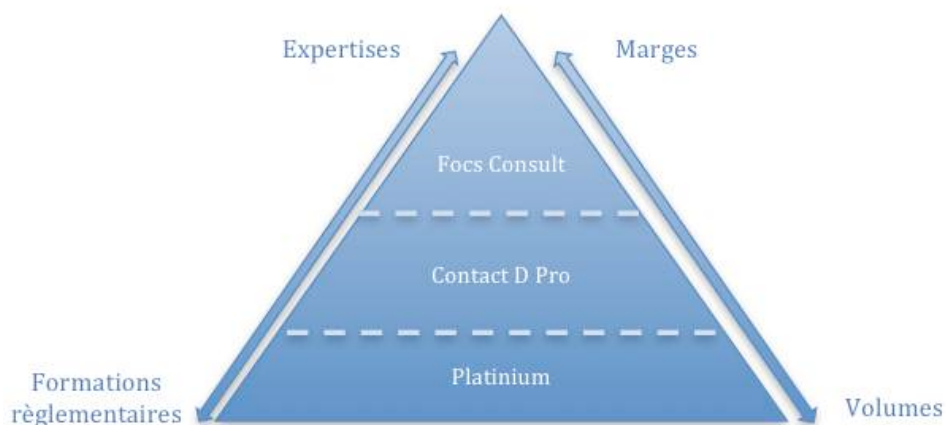 Expertises
Marges
Focs Consult
Contact D Pro
Platinium
Formations
règlementaires
Volumes